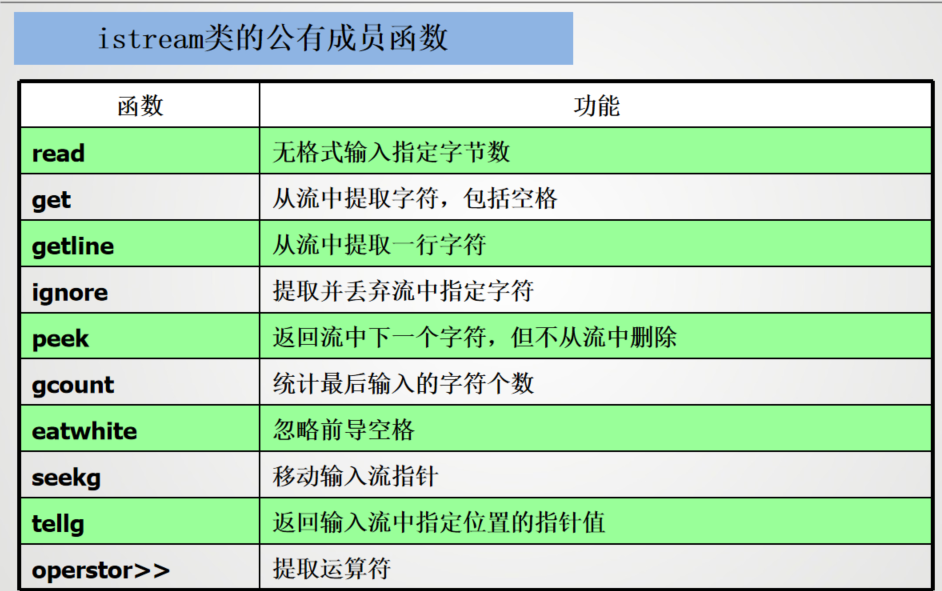 istream类的公有成员函数
函数 功能
read 无格式输入指定字节数
get 从流中提取字符，包括空格
getline 从流中提取一行字符
ignore 提取并丢弃流中指定字符
peek 返回流中下一个字符，但不从流中删除
gcount 统计最后输入的字符个数
eatwhite 忽略前导空格
seekg 移动输入流指针
tellg 返回输入流中指定位置的指针值
operstor>> 提取运算符